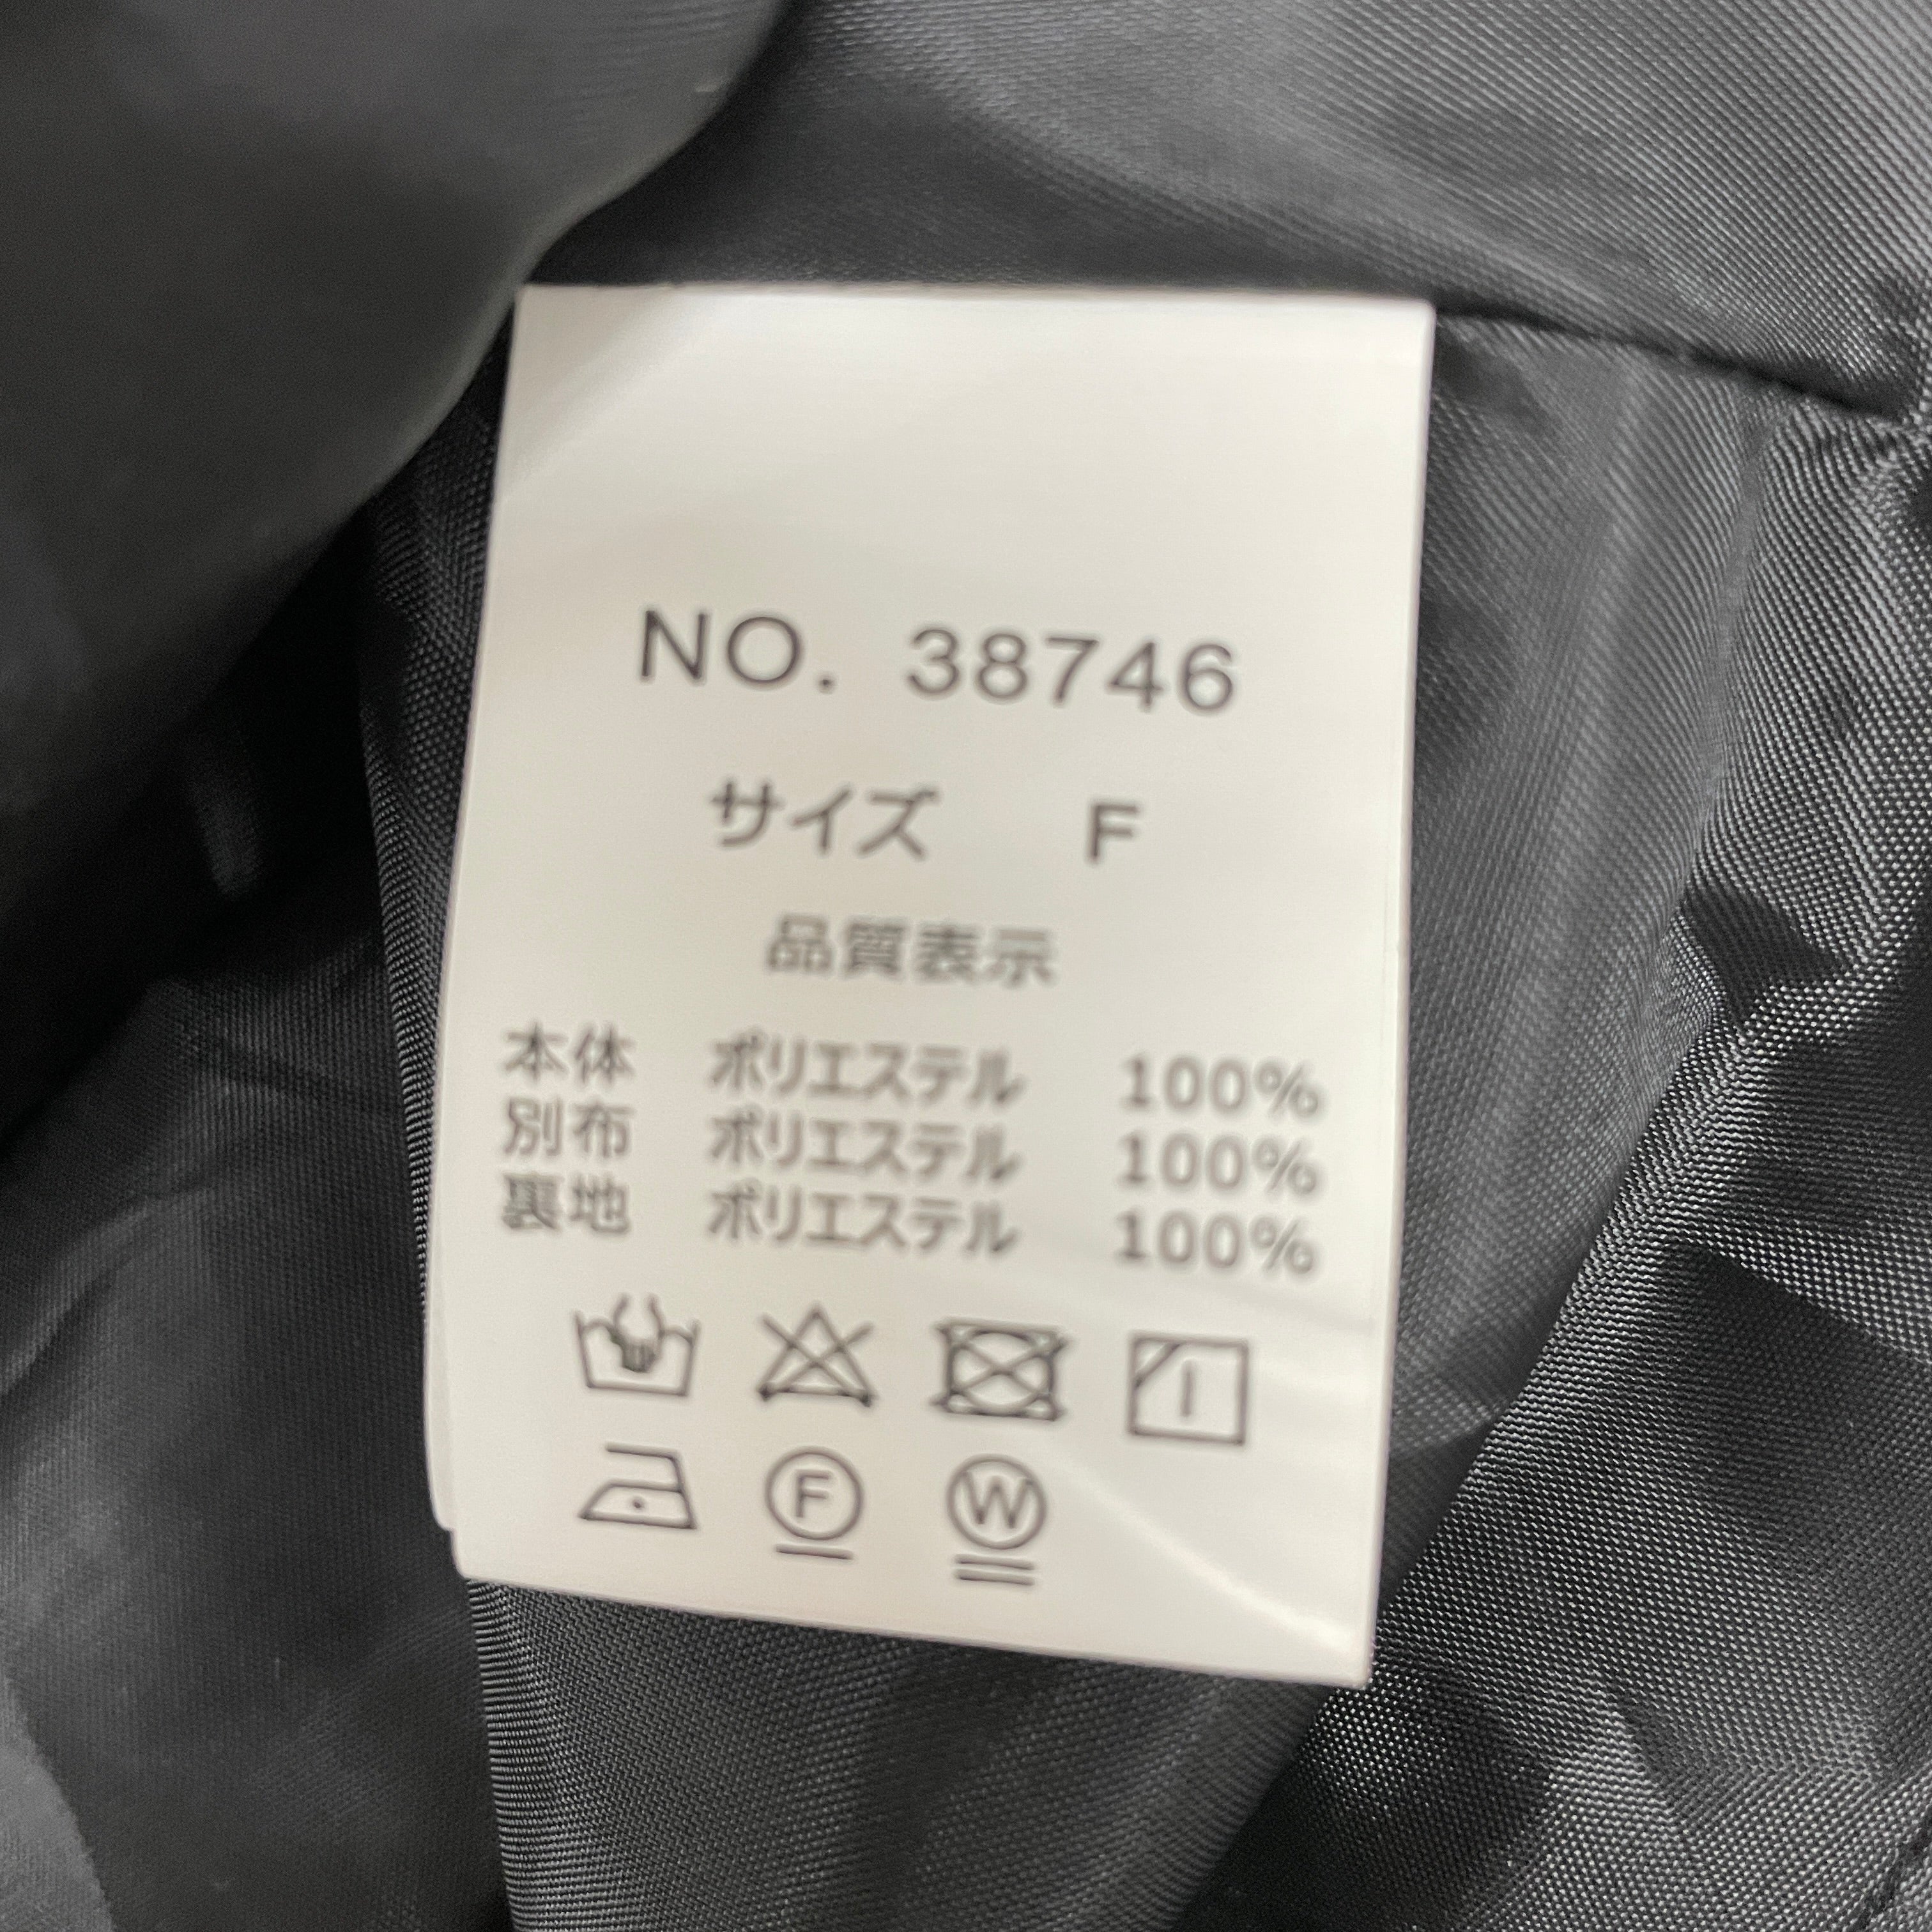 NO. 38746
サイズ F
品質表示
本体 ポリエステル 100%
別布 ポリエステル 100%
裏地 ポリエステル 100%
F W